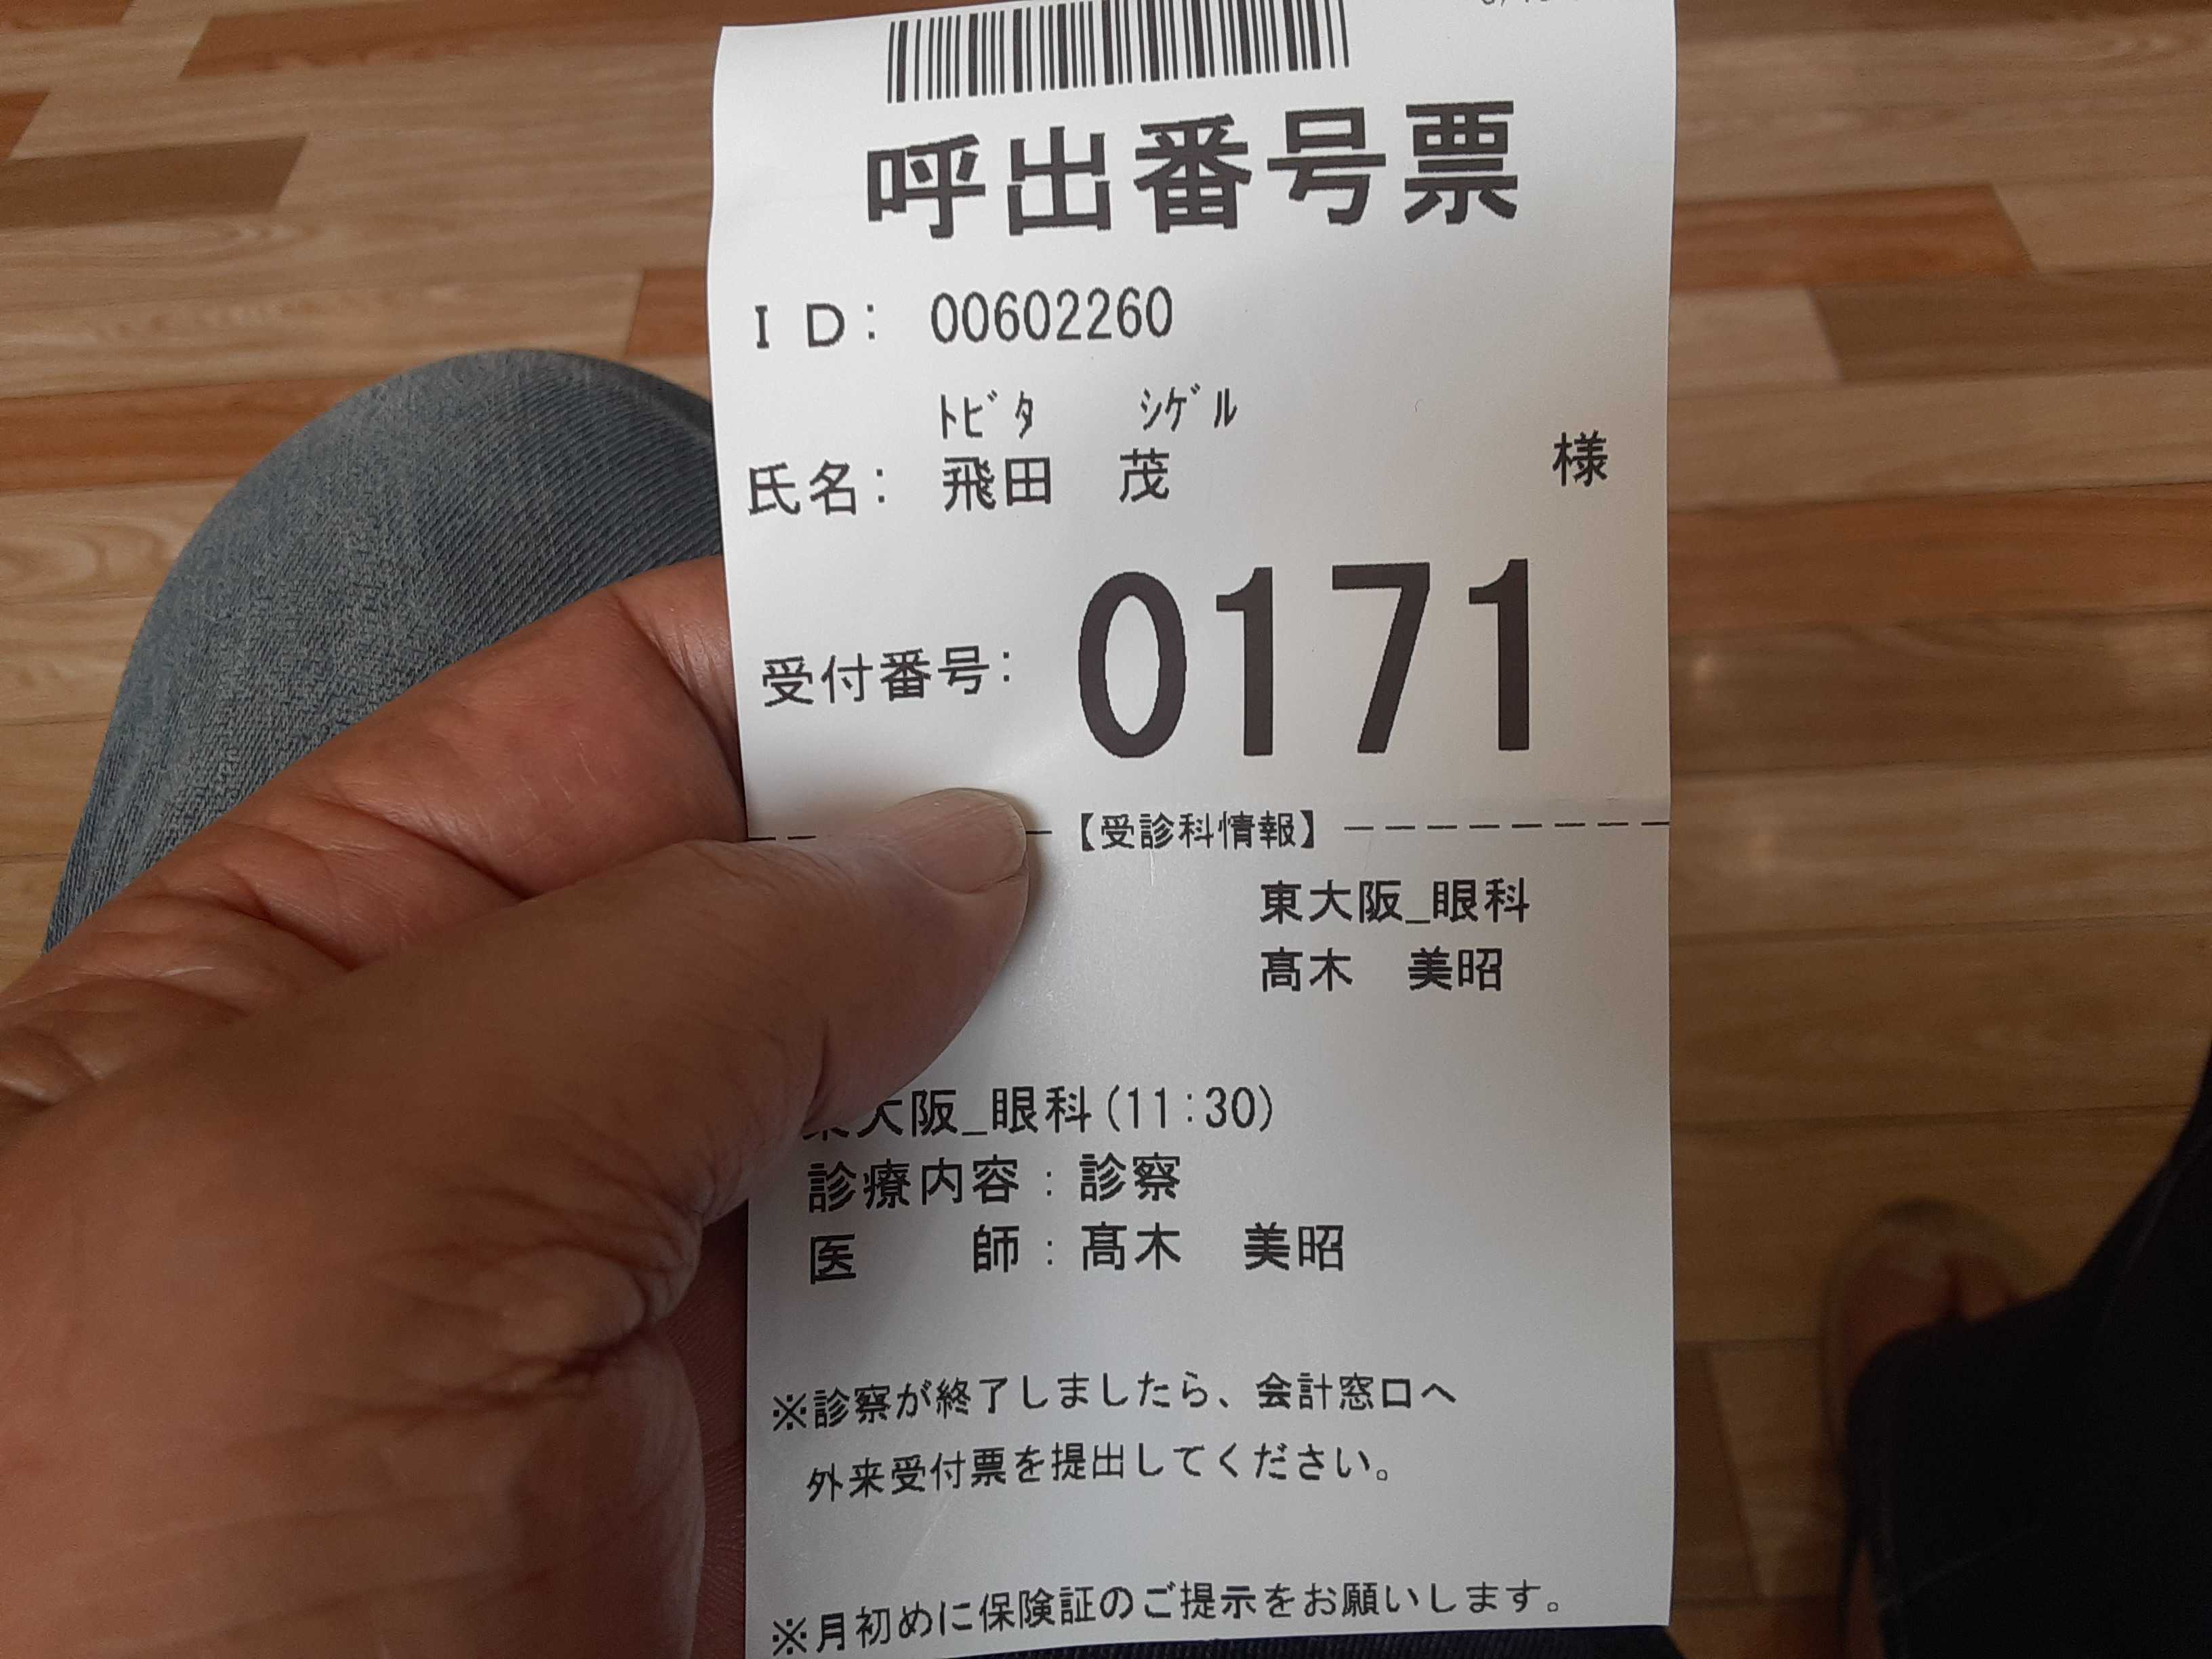 呼出番号票
ＩＤ: 00602260
ﾄﾋﾞﾀ ｼｹﾞﾙ
氏名: 飛田 茂 様
受付番号: 0171
【受診科情報】
東大阪_眼科
髙木 美昭
大阪_眼科(11:30)
診療内容:診察
医 師:髙木 美昭
※診察が終了しましたら、会計窓口へ
外来受付票を提出してください。
※月初めに保険証のご提示をお願いします。